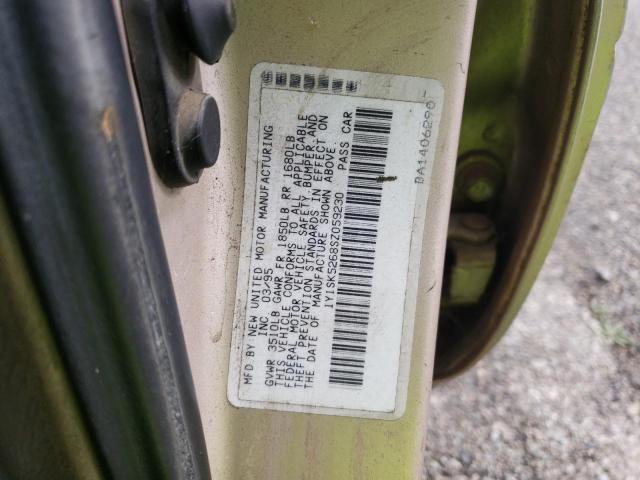 MFD BY:NEW UNITED MOTOR MANUFACTURING
INC 03/95
GVWR 3510LB GAWR FR 1850LB RR 1680LB
THIS VEHICLE CONFORMS TO ALL APPLICABLE
FEDERAL MOTOR VEHICLE SAFETY, BUMPER, AND
THEFT PREVENTION STANDARDS IN EFFECT ON
THE DATE OF MANUFACTURE SHOWN ABOVE.
1Y1SK5268SZ059230 PASS CAR
BA1406290